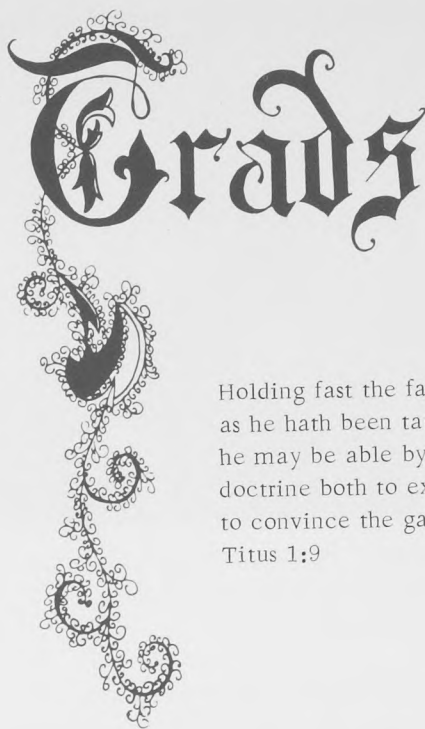 Grads
Holding fast the fa
as he hath been ta
he may be able by
doctrine both to ex
to convince the ga
Titus 1:9